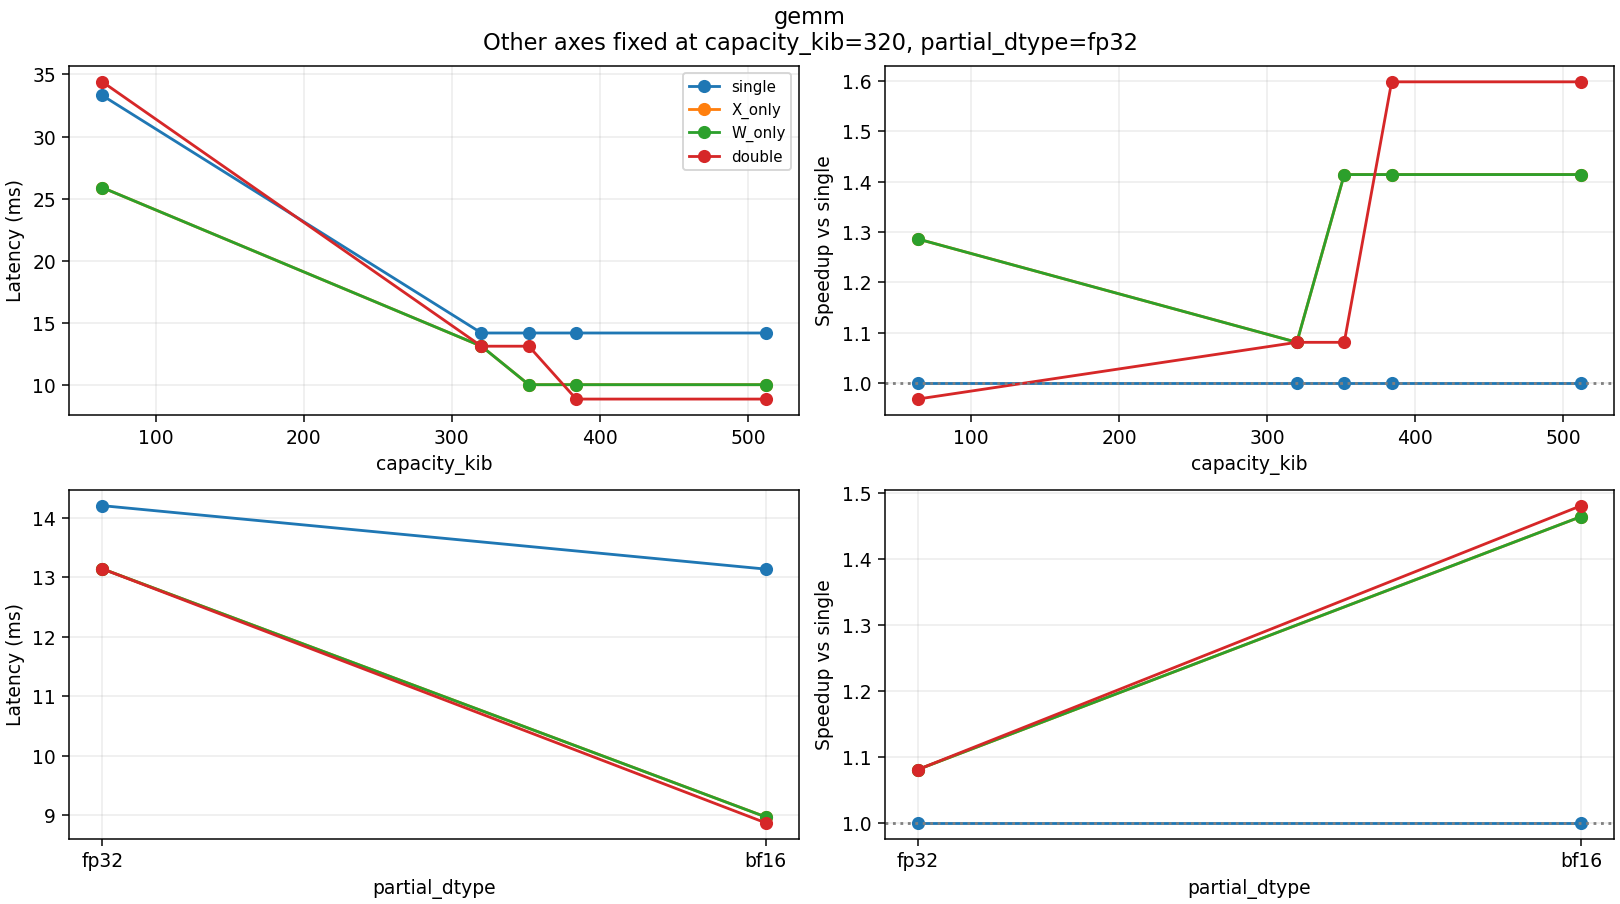 gemm
Other axes fixed at capacity_kib=320, partial_dtype=fp32
Latency (ms)
35
30
25
20
15
10
100
200
300
400
500
capacity_kib
single
X_only
W_only
double
Speedup vs single
1.6
1.5
1.4
1.3
1.2
1.1
1.0
100
200
300
400
500
capacity_kib
Latency (ms)
14
13
12
11
10
9
fp32
bf16
partial_dtype
Speedup vs single
1.5
1.4
1.3
1.2
1.1
1.0
fp32
bf16
partial_dtype